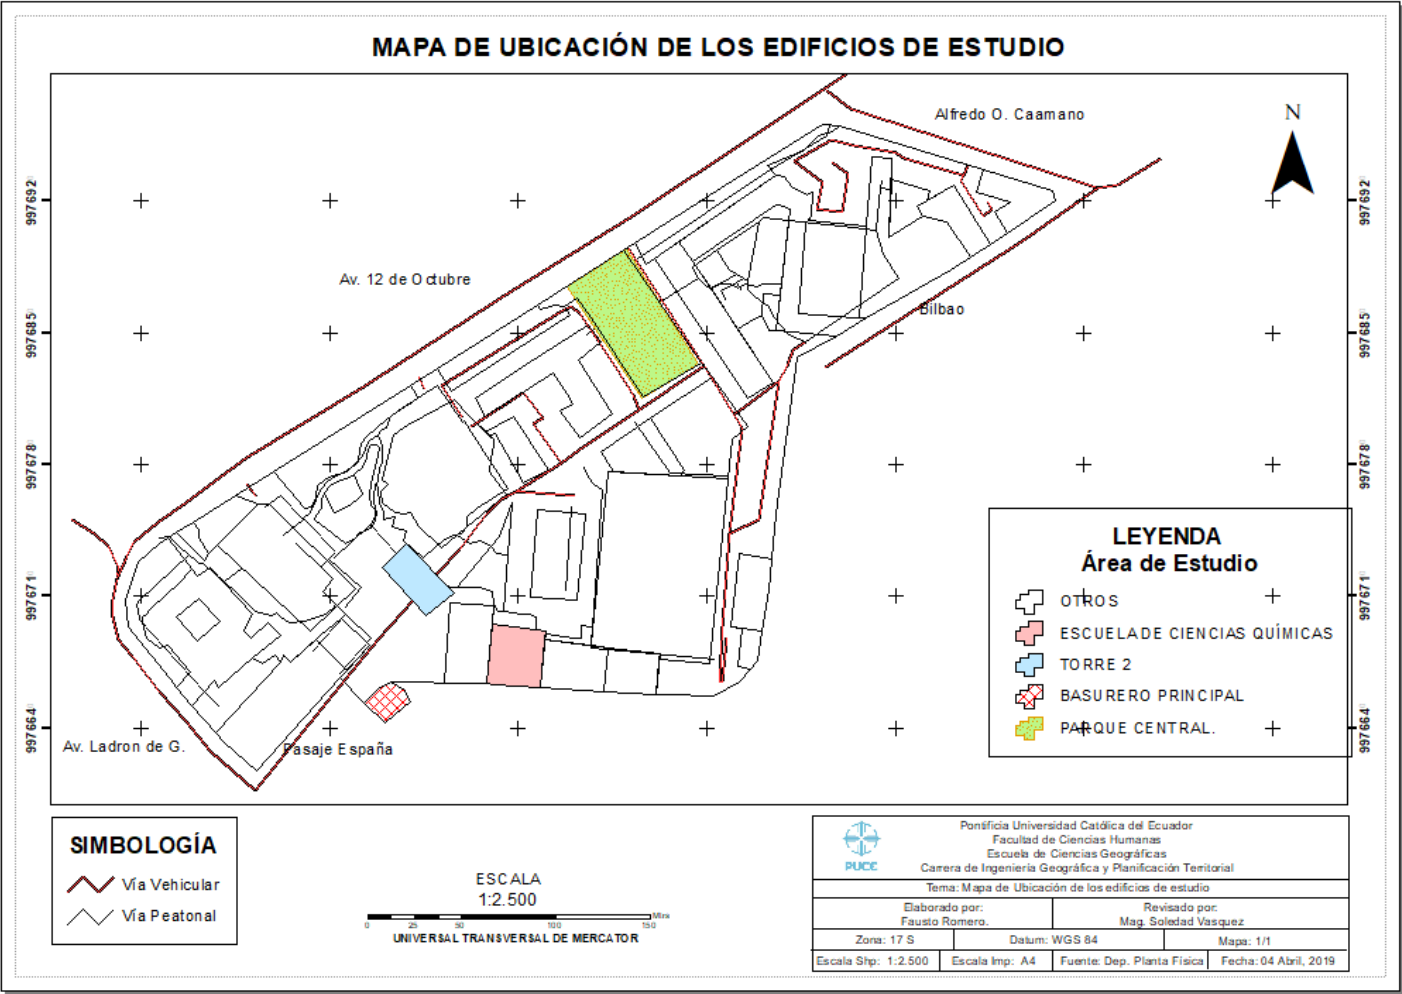 MAPA DE UBICACIÓN DE LOS EDIFICIOS DE ESTUDIO
Alfredo O. Caamano
N
Av. 12 de Octubre
Bilbao
Av. Ladron de G.
Pasaje España
997692
997685
997678
997671
997664
997692
997685
997678
997671
997664
LEYENDA
Área de Estudio
OTROS
ESCUELA DE CIENCIAS QUÍMICAS
TORRE 2
BASURERO PRINCIPAL
PARQUE CENTRAL.
SIMBOLOGÍA
Vía Vehicular
Vía Peatonal
ESCALA
1:2.500
0 25 50 100 150 Mtrs
UNIVERSAL TRANSVERSAL DE MERCATOR
PUCE
Pontificia Universidad Católica del Ecuador
Facultad de Ciencias Humanas
Escuela de Ciencias Geográficas
Carrera de Ingeniería Geográfica y Planificación Territorial
Tema: Mapa de Ubicación de los edificios de estudio
Elaborado por:
Fausto Romero.
Revisado por:
Mag. Soledad Vasquez
Zona: 17 S
Datum: WGS 84
Mapa: 1/1
Escala Shp: 1:2.500
Escala Imp: A4
Fuente: Dep. Planta Física
Fecha: 04 Abril, 2019